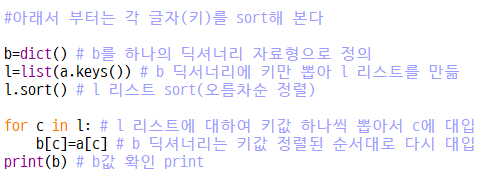 #아래서 부터는 각 글자(키)를 sort해 본다
b=dict() # b를 하나의 딕셔너리 자료형으로 정의
l=list(a.keys()) # b 딕서너리에 키만 뽑아 l 리스트를 만듦
l.sort() # l 리스트 sort(오름차순 정렬)
for c in l: # l 리스트에 대하여 키값 하나씩 뽑아서 c에 대입
b[c]=a[c] # b 딕셔너리는 키값 정렬된 순서대로 다시 대입
print(b) # b값 확인 print